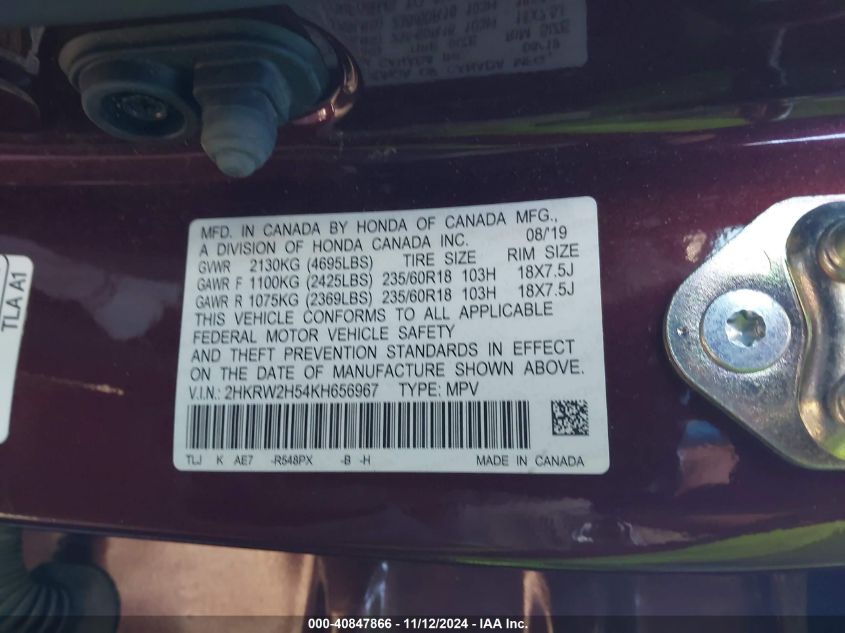 MFD. IN CANADA BY HONDA OF CANADA MFG.,
A DIVISION OF HONDA CANADA INC. 08/'19
GVWR 2130KG (4695LBS) TIRE SIZE RIM SIZE
GAWR F 1100KG (2425LBS) 235/60R18 103H 18X7.5J
GAWR R 1075KG (2369LBS) 235/60R18 103H 18X7.5J
THIS VEHICLE CONFORMS TO ALL APPLICABLE
FEDERAL MOTOR VEHICLE SAFETY
AND THEFT PREVENTION STANDARDS IN EFFECT
ON THE DATE OF MANUFACTURE SHOWN ABOVE.
V.I.N.: 2HKRW2H54KH656967 TYPE: MPV
TLJ K AE7 -R548PX -B -H MADE IN CANADA
TLA A1
000-40847866 - 11/12/2024 - IAA Inc.